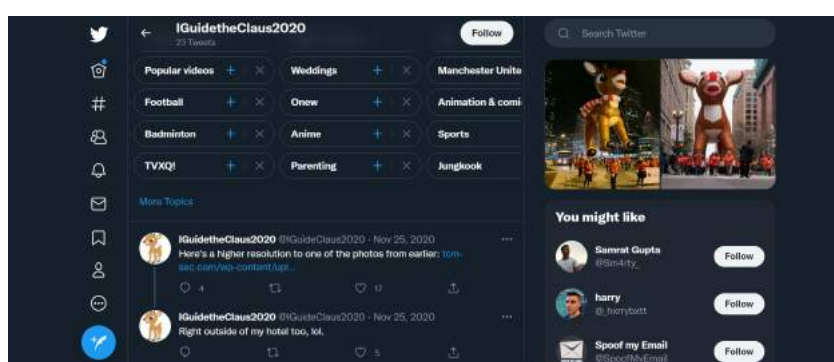 IGuidetheClaus2020
23 Tweets
Follow
Search Twitter
Popular videos + ×
Weddings + ×
Manchester Unite
Football + ×
Onew + ×
Animation & comi
Badminton + ×
Anime + ×
Sports
TVXQ! + ×
Parenting + ×
Jungkook
More Topics
IGuidetheClaus2020 @IGuideClaus2020 · Nov 25, 2020
Here's a higher resolution to one of the photos from earlier: tcm-
sec.com/wp-content/upl...
4
17
IGuidetheClaus2020 @IGuideClaus2020 · Nov 25, 2020
Right outside of my hotel too, lol.
5
You might like
Samrat Gupta
@Sm4rty_
Follow
harry
Follow
Spoof my Email
@SpoofMyEmail
Follow